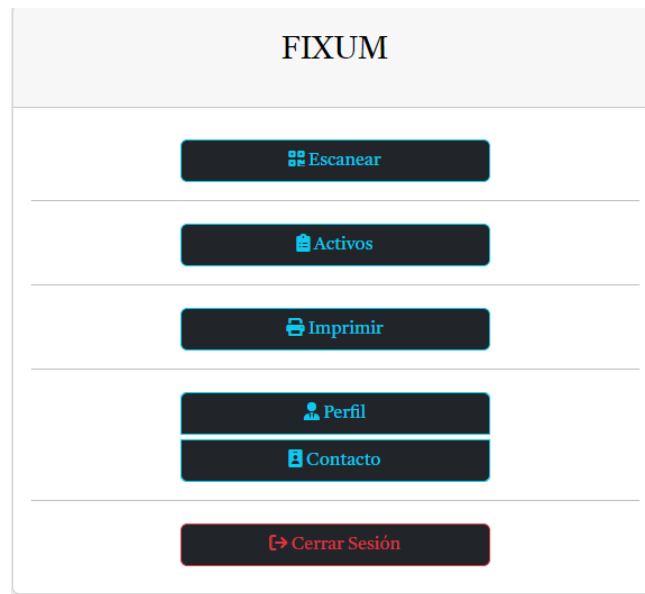 FIXUM
Escanear
Activos
Imprimir
Perfil
Contacto
Cerrar Sesión